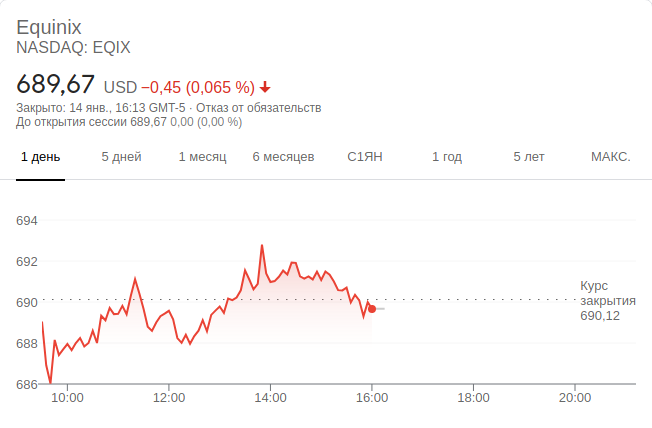 Equinix
NASDAQ: EQIX
689,67 USD −0,45 (0,065 %)
Закрыто: 14 янв., 16:13 GMT-5 · Отказ от обязательств
До открытия сессии 689,67 0,00 (0,00 %)
1 день 5 дней 1 месяц 6 месяцев С1ЯН 1 год 5 лет МАКС.
694
692
690
688
686
Курс
закрытия
690,12
10:00 12:00 14:00 16:00 18:00 20:00